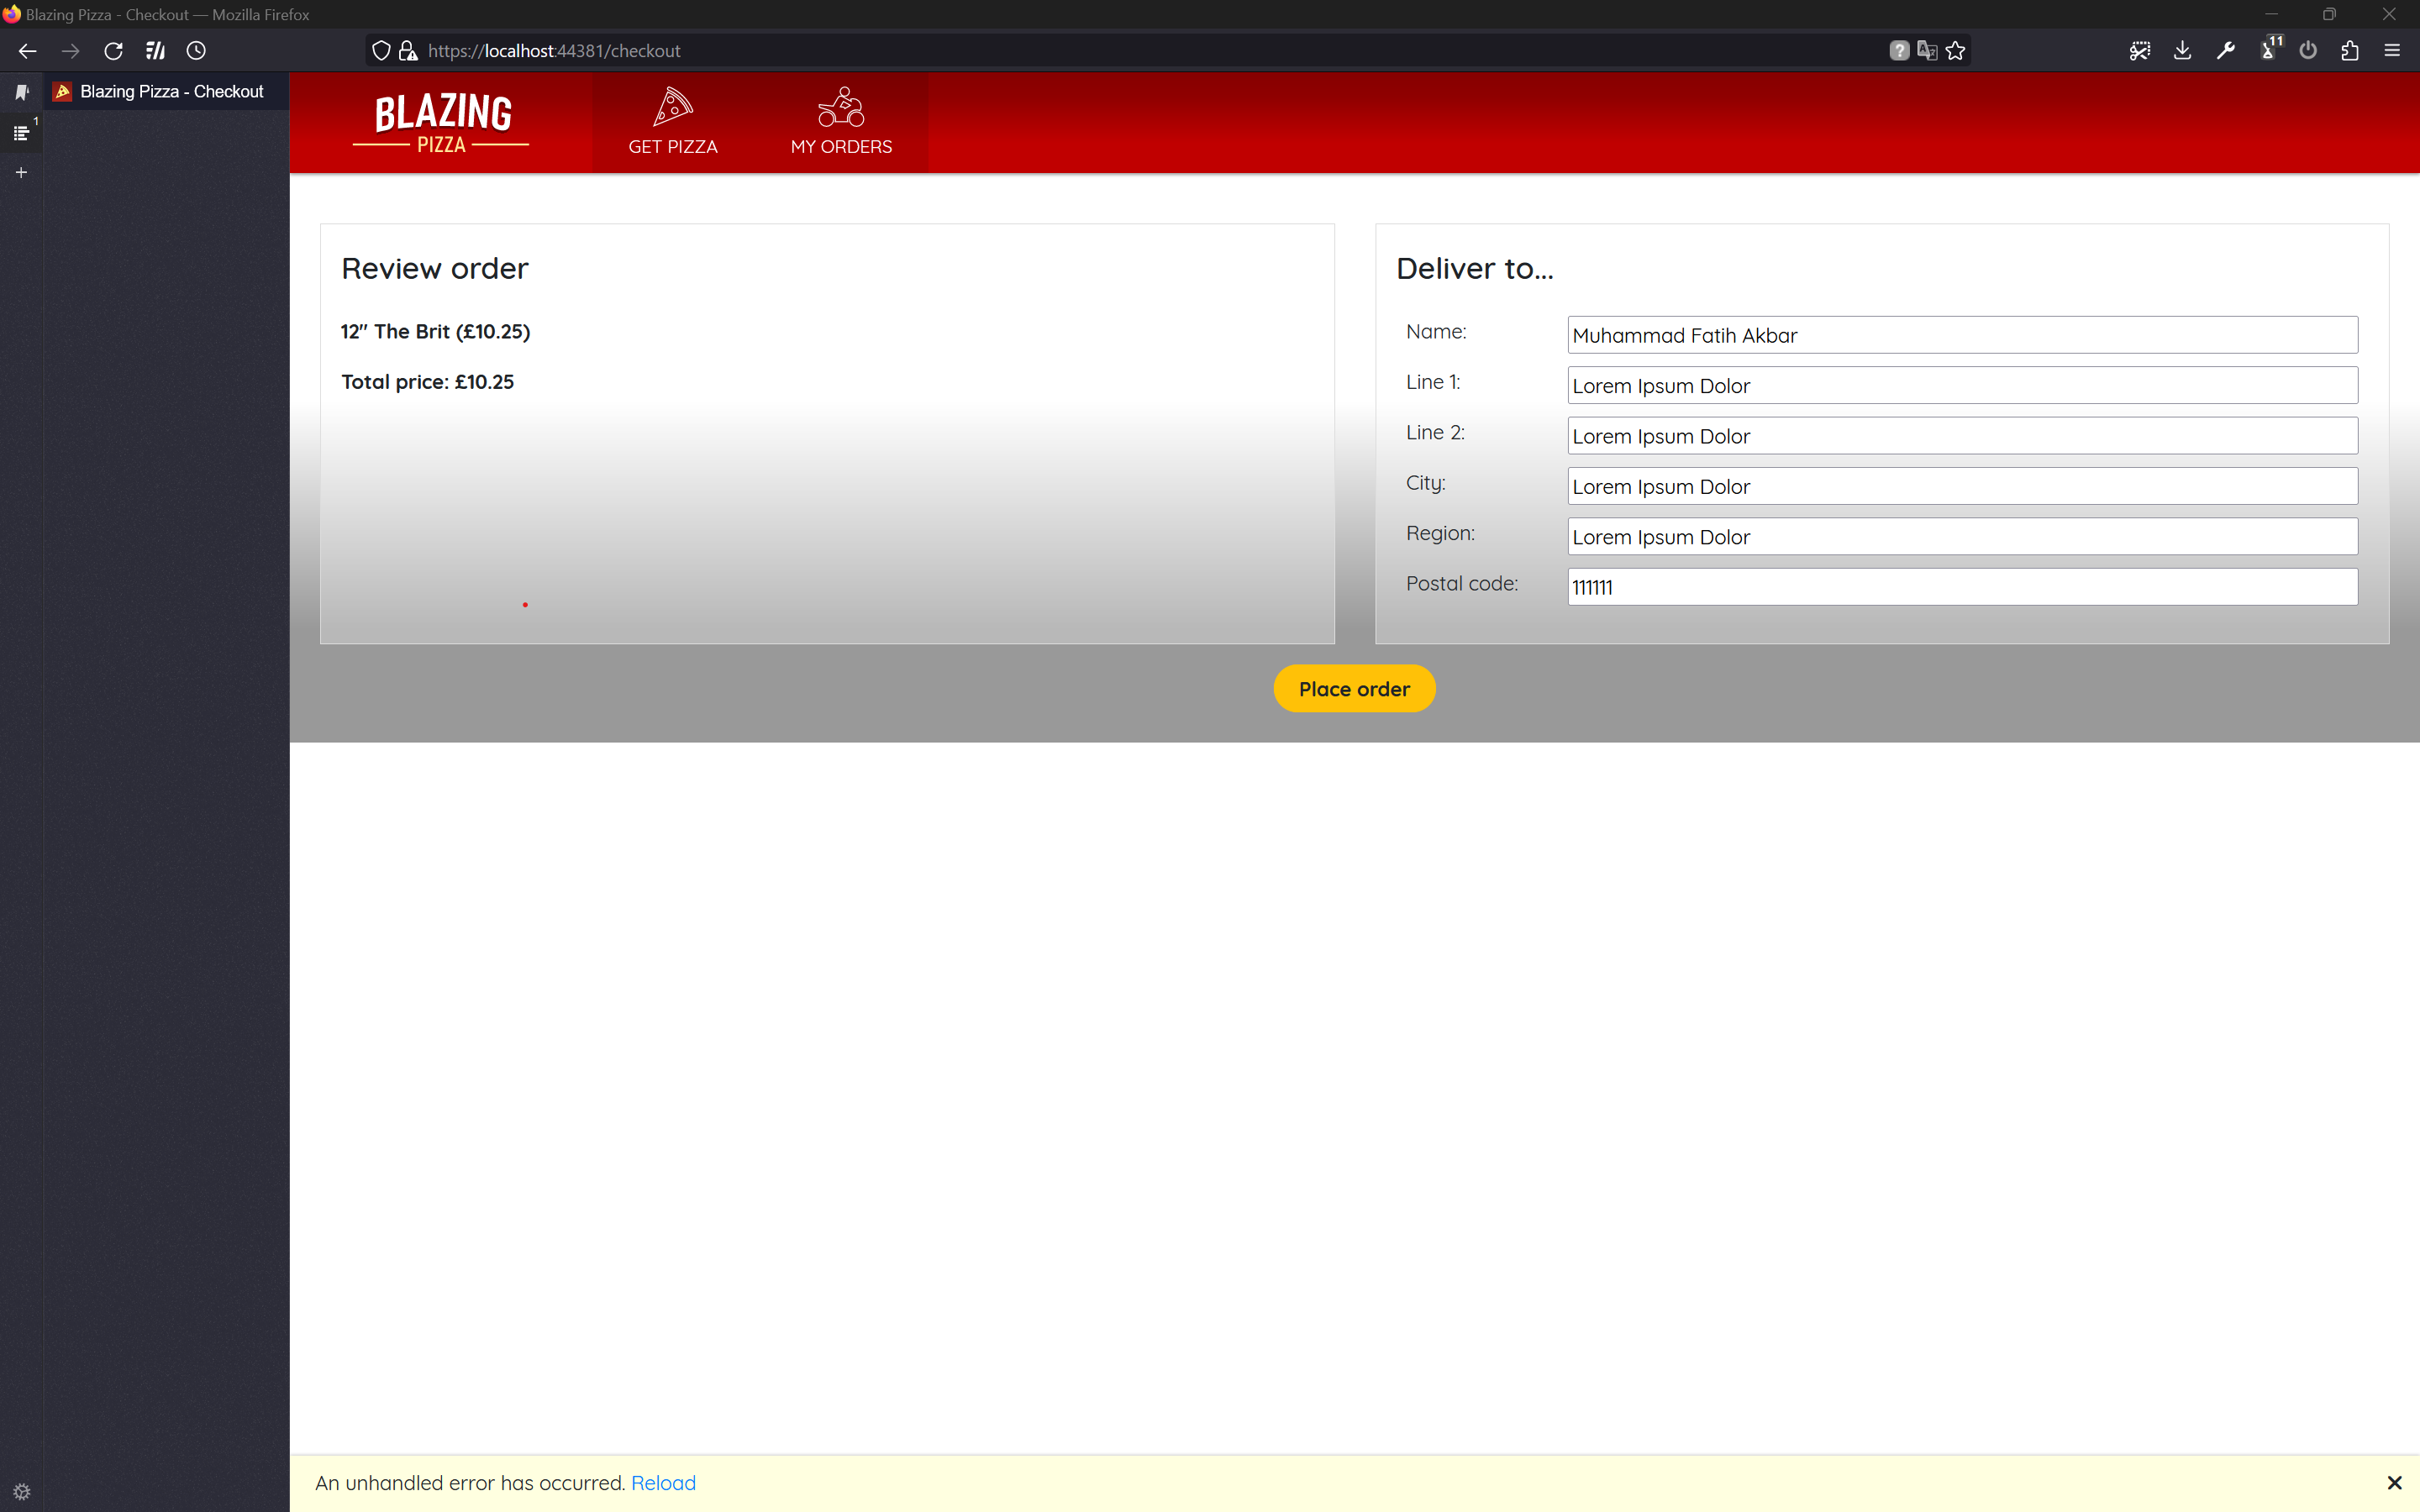 Blazing Pizza - Checkout — Mozilla Firefox
https://localhost:44381/checkout
11
Blazing Pizza - Checkout
1
BLAZING
PIZZA
GET PIZZA
MY ORDERS
Review order
12" The Brit (£10.25)
Total price: £10.25
Deliver to...
Name:
Muhammad Fatih Akbar
Line 1:
Lorem Ipsum Dolor
Line 2:
Lorem Ipsum Dolor
City:
Lorem Ipsum Dolor
Region:
Lorem Ipsum Dolor
Postal code:
111111
Place order
An unhandled error has occurred. Reload